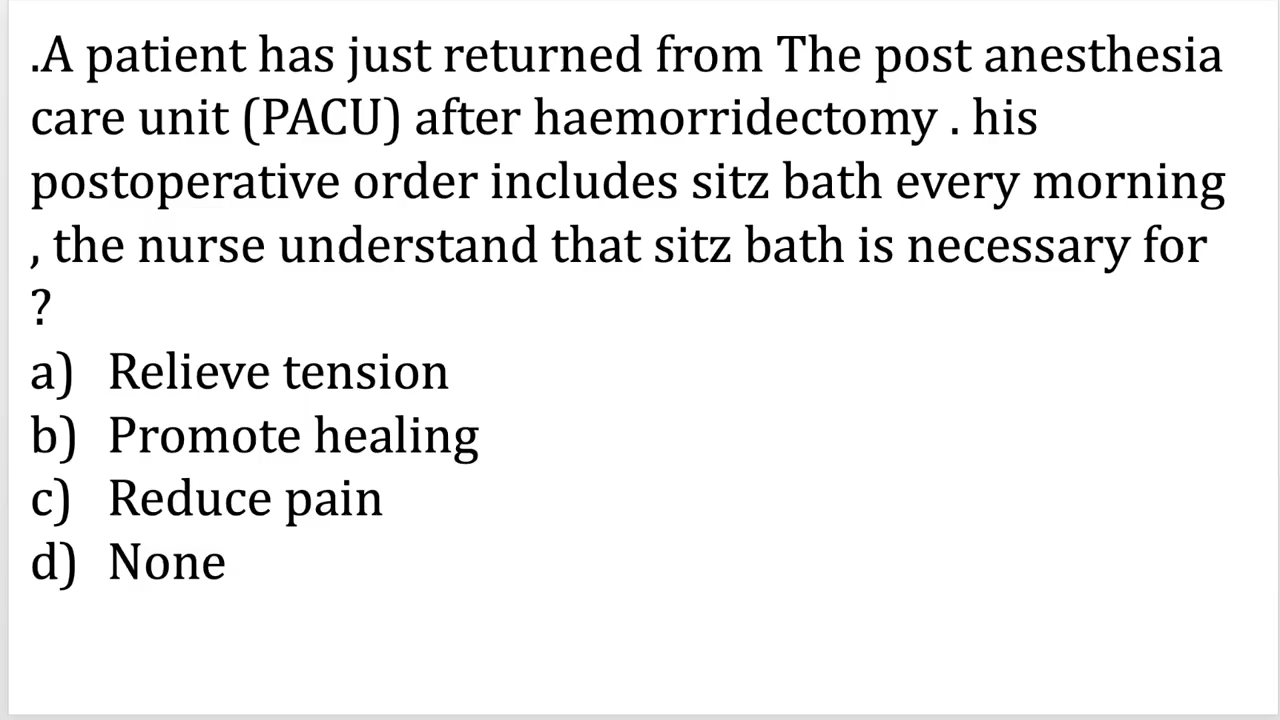 .A patient has just returned from The post anesthesia
care unit (PACU) after haemorridectomy . his
postoperative order includes sitz bath every morning
, the nurse understand that sitz bath is necessary for
?
a) Relieve tension
b) Promote healing
c) Reduce pain
d) None